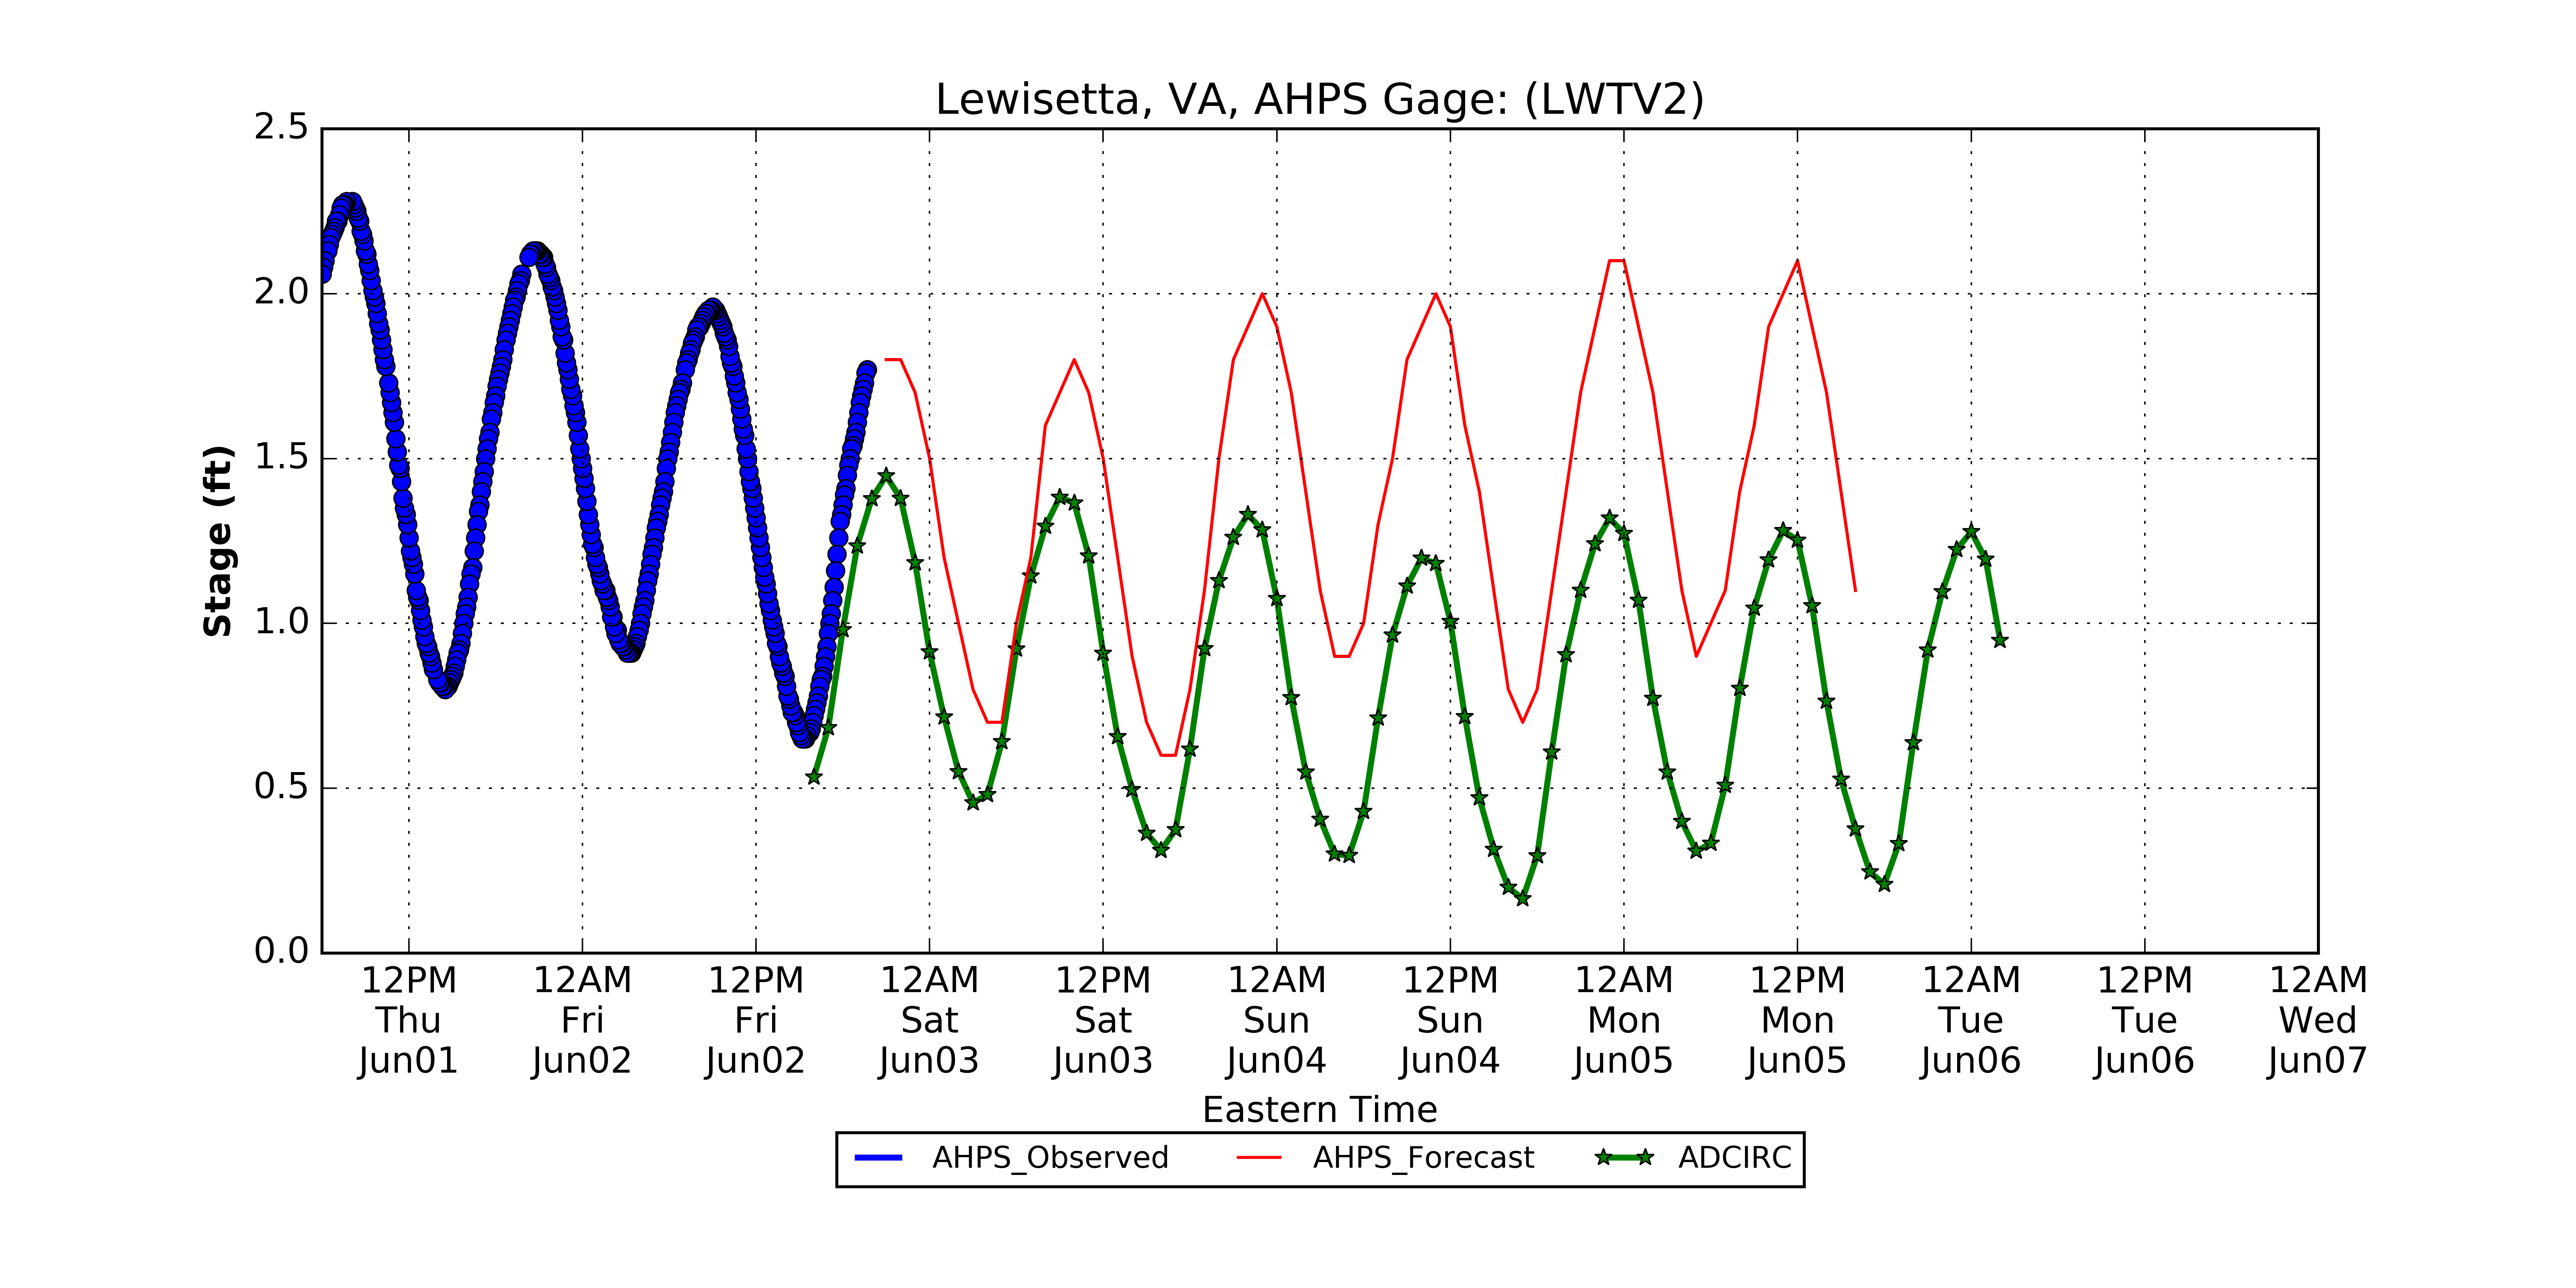 Lewisetta, VA, AHPS Gage: (LWTV2)
Stage (ft)
2.5
2.0
1.5
1.0
0.5
0.0
12PM 12AM 12PM 12AM 12PM 12AM 12PM 12AM 12PM 12AM 12PM 12AM
Thu Fri Fri Sat Sat Sun Sun Mon Mon Tue Tue Wed
Jun01 Jun02 Jun02 Jun03 Jun03 Jun04 Jun04 Jun05 Jun05 Jun06 Jun06 Jun07
Eastern Time
AHPS_Observed AHPS_Forecast ADCIRC